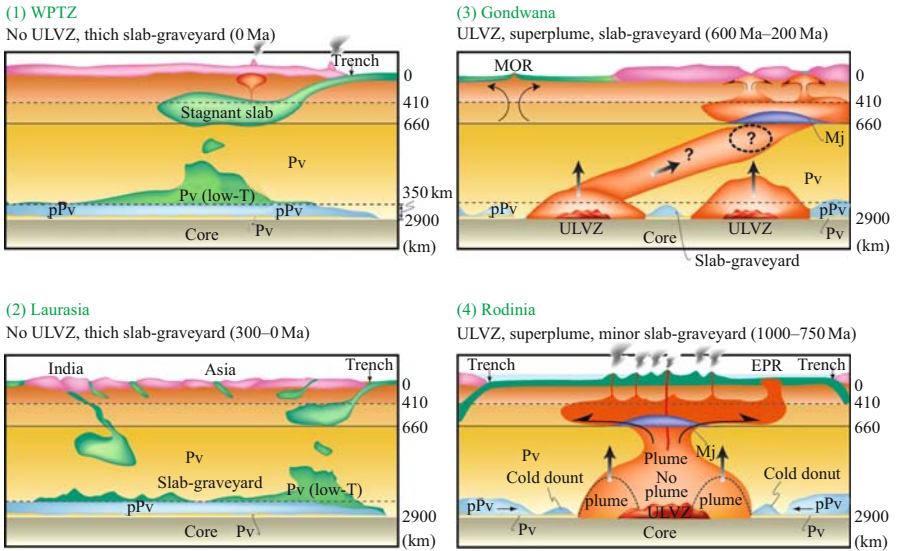 (1) WPTZ
No ULVZ, thich slab-graveyard (0 Ma)
Trench
0
410
Stagnant slab
660
Pv
350 km
Pv (low-T)
pPv
pPv
2900
Core
Pv
(km)
(3) Gondwana
ULVZ, superplume, slab-graveyard (600 Ma–200 Ma)
MOR
0
410
660
Mj
?
?
Pv
pPv
pPv
2900
ULVZ
Core
ULVZ
Pv
(km)
Slab-graveyard
(2) Laurasia
No ULVZ, thich slab-graveyard (300–0 Ma)
India
Asia
Trench
0
410
660
Pv
Slab-graveyard
Pv (low-T)
pPv
2900
Core
Pv
(km)
(4) Rodinia
ULVZ, superplume, minor slab-graveyard (1000–750 Ma)
Trench
EPR
Trench
0
410
660
Pv
Plume
Mj
Pv
Cold donut
No
plume
Cold donut
plume
plume
pPv
ULVZ
pPv
2900
Pv
Core
Pv
(km)